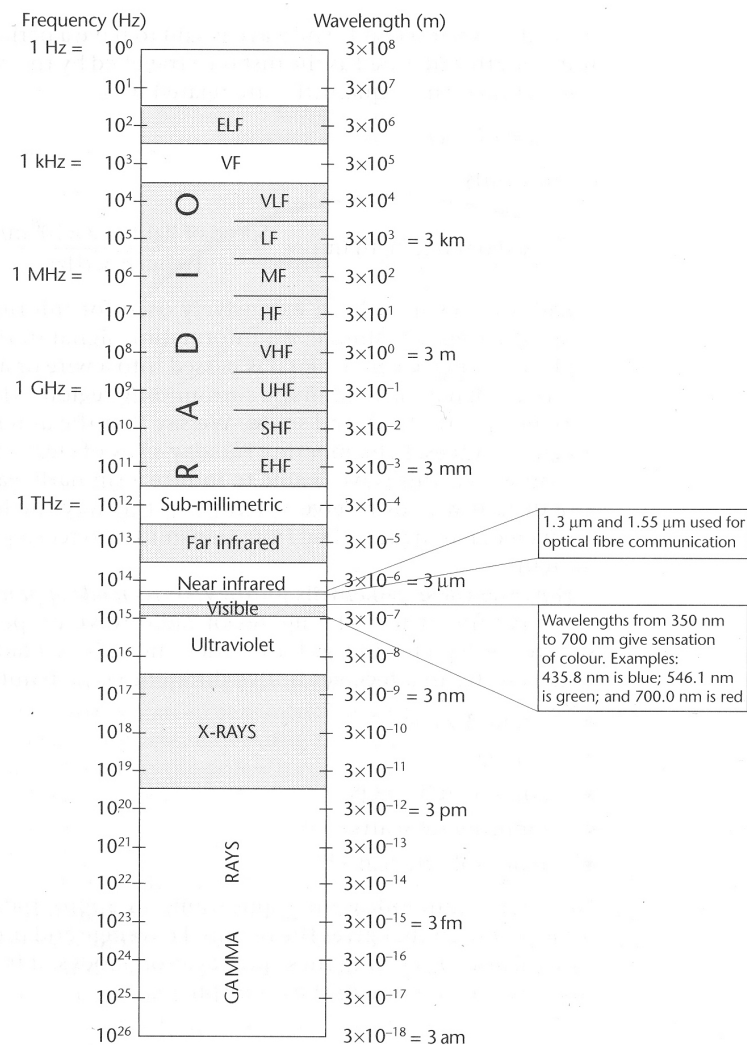 Frequency (Hz) Wavelength (m)
1 Hz = 10⁰ 3×10⁸
10¹ 3×10⁷
10² ELF 3×10⁶
1 kHz = 10³ VF 3×10⁵
10⁴ VLF 3×10⁴
10⁵ LF 3×10³ = 3 km
1 MHz = 10⁶ MF 3×10²
10⁷ HF 3×10¹
10⁸ VHF 3×10⁰ = 3 m
1 GHz = 10⁹ UHF 3×10⁻¹
10¹⁰ SHF 3×10⁻²
10¹¹ EHF 3×10⁻³ = 3 mm
RADIO
1 THz = 10¹² Sub-millimetric 3×10⁻⁴
10¹³ Far infrared 3×10⁻⁵
10¹⁴ Near infrared 3×10⁻⁶ = 3 μm
Visible
10¹⁵ 3×10⁻⁷
Ultraviolet
10¹⁶ 3×10⁻⁸
10¹⁷ 3×10⁻⁹ = 3 nm
10¹⁸ X-RAYS 3×10⁻¹⁰
10¹⁹ 3×10⁻¹¹
10²⁰ 3×10⁻¹² = 3 pm
10²¹ 3×10⁻¹³
10²² 3×10⁻¹⁴
10²³ 3×10⁻¹⁵ = 3 fm
10²⁴ 3×10⁻¹⁶
10²⁵ 3×10⁻¹⁷
10²⁶ 3×10⁻¹⁸ = 3 am
GAMMA RAYS
1.3 μm and 1.55 μm used for
optical fibre communication
Wavelengths from 350 nm
to 700 nm give sensation
of colour. Examples:
435.8 nm is blue; 546.1 nm
is green; and 700.0 nm is red